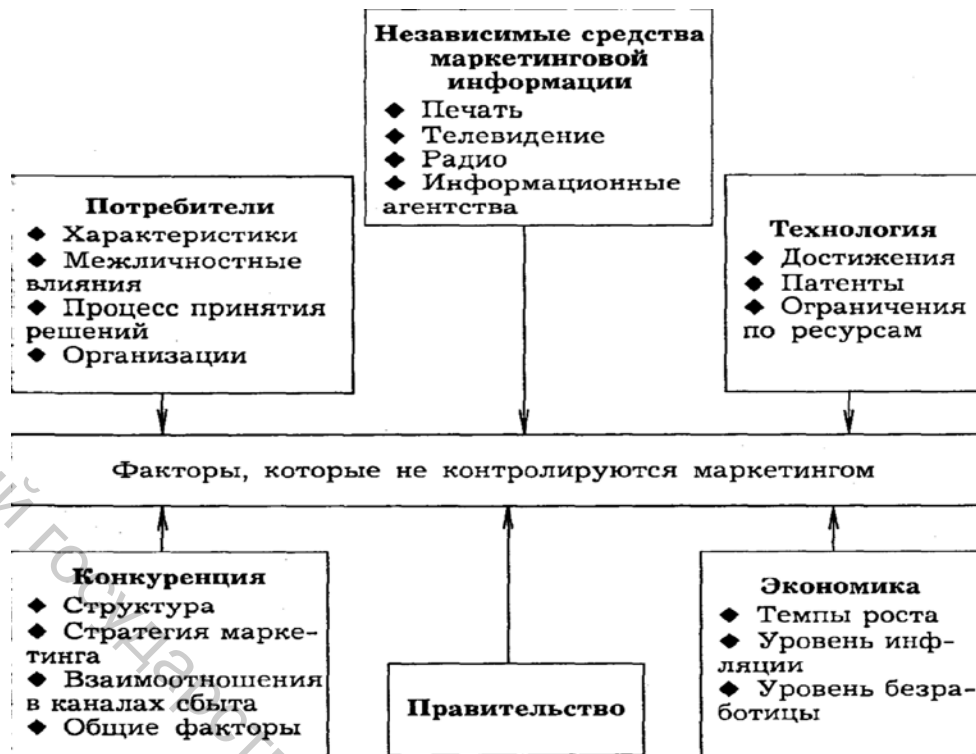 Независимые средства
маркетинговой
информации
◆ Печать
◆ Телевидение
◆ Радио
◆ Информационные
агентства
Потребители
◆ Характеристики
◆ Межличностные
влияния
◆ Процесс принятия
решений
◆ Организации
Технология
◆ Достижения
◆ Патенты
◆ Ограничения
по ресурсам
Факторы, которые не контролируются маркетингом
Конкуренция
◆ Структура
◆ Стратегия марке-
тинга
◆ Взаимоотношения
в каналах сбыта
◆ Общие факторы
Правительство
Экономика
◆ Темпы роста
◆ Уровень инф-
ляции
◆ Уровень безра-
ботицы